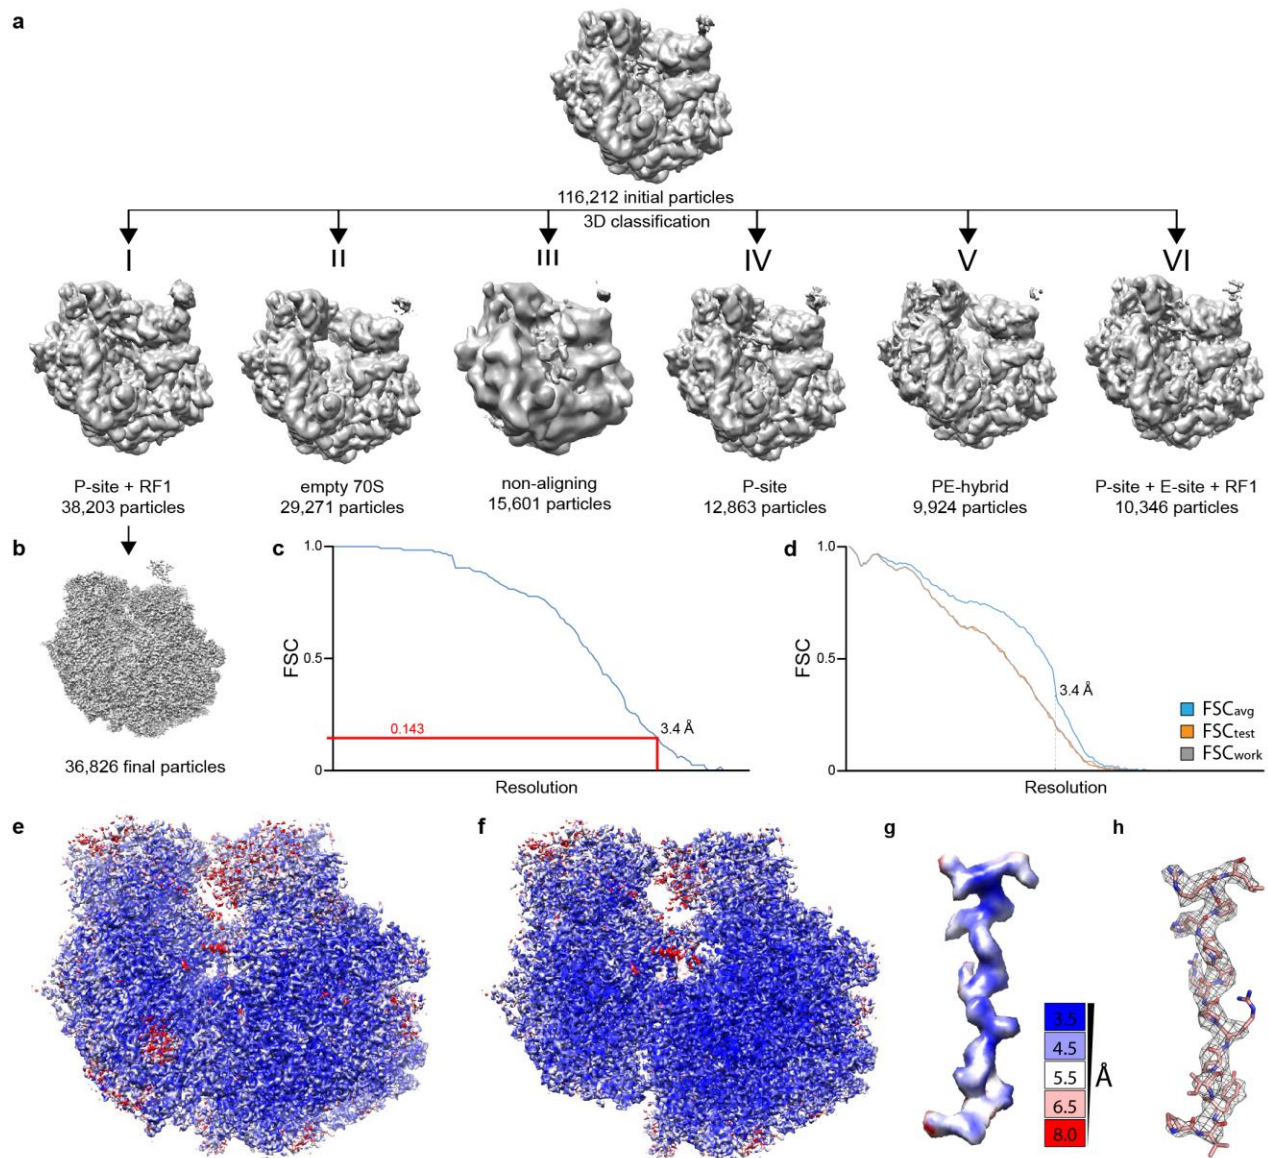 a
116,212 initial particles
3D classification
I
II
III
IV
V
VI
P-site + RF1
38,203 particles
empty 70S
29,271 particles
non-aligning
15,601 particles
P-site
12,863 particles
PE-hybrid
9,924 particles
P-site + E-site + RF1
10,346 particles
b
36,826 final particles
c
1.0
0.5
0
FSC
0.143
3.4 Å
Resolution
d
1.0
0.5
0
FSC
3.4 Å
FSCavg
FSCtest
FSCwork
Resolution
e
f
g
3.5
4.5
5.5
6.5
8.0
Å
h